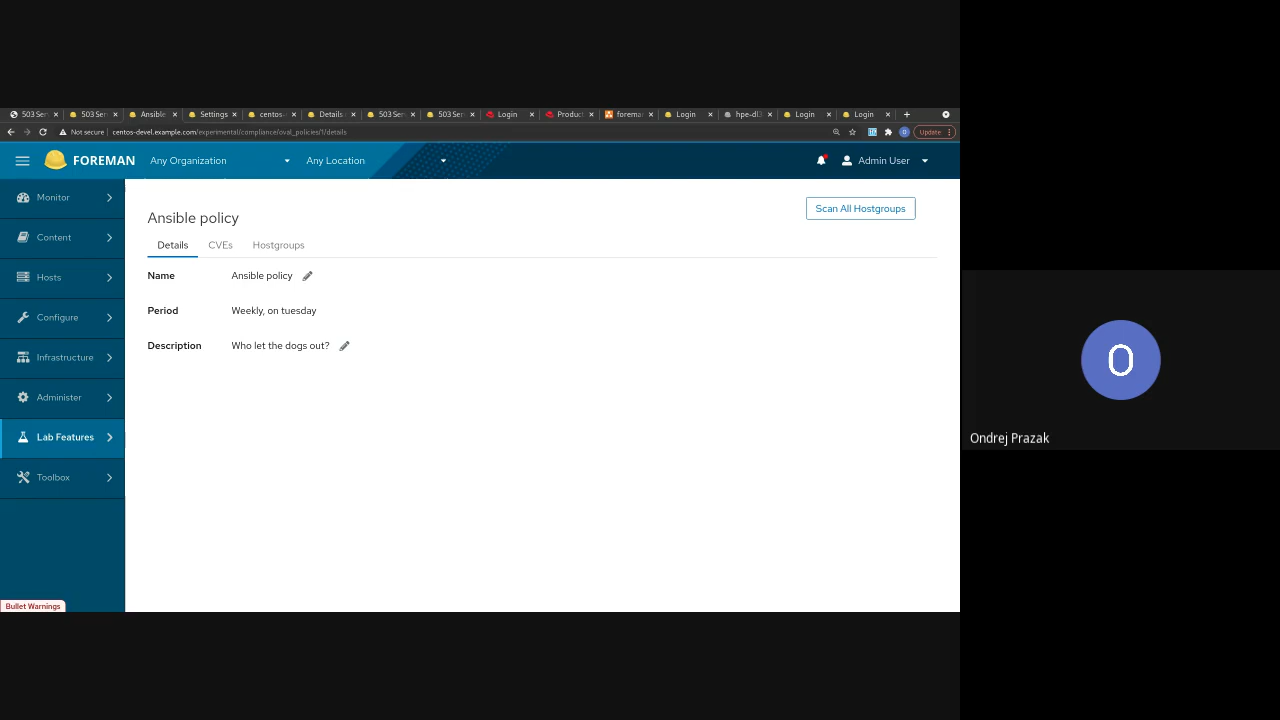 503 Ser
503 Ser
Ansible
Settings
centos-
Details
503 Ser
503 Ser
Login
Product
foreman
Login
hpe-dl3
Login
Login
Not secure
centos-devel.example.com/experimental/compliance/oval_policies/1/details
Update
FOREMAN
Any Organization
Any Location
Admin User
Monitor
Content
Hosts
Configure
Infrastructure
Administer
Lab Features
Toolbox
Ansible policy
Scan All Hostgroups
Details
CVEs
Hostgroups
Name
Ansible policy
Period
Weekly, on tuesday
Description
Who let the dogs out?
Bullet Warnings
O
Ondrej Prazak